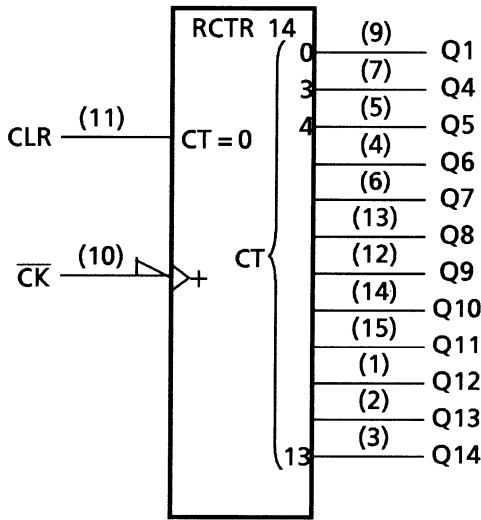 RCTR 14
0 (9) Q1
3 (7) Q4
4 (5) Q5
CLR (11) CT = 0
(4) Q6
(6) Q7
(13) Q8
CT
(12) Q9
C̅K̅ (10) +
(14) Q10
(15) Q11
(1) Q12
(2) Q13
13 (3) Q14